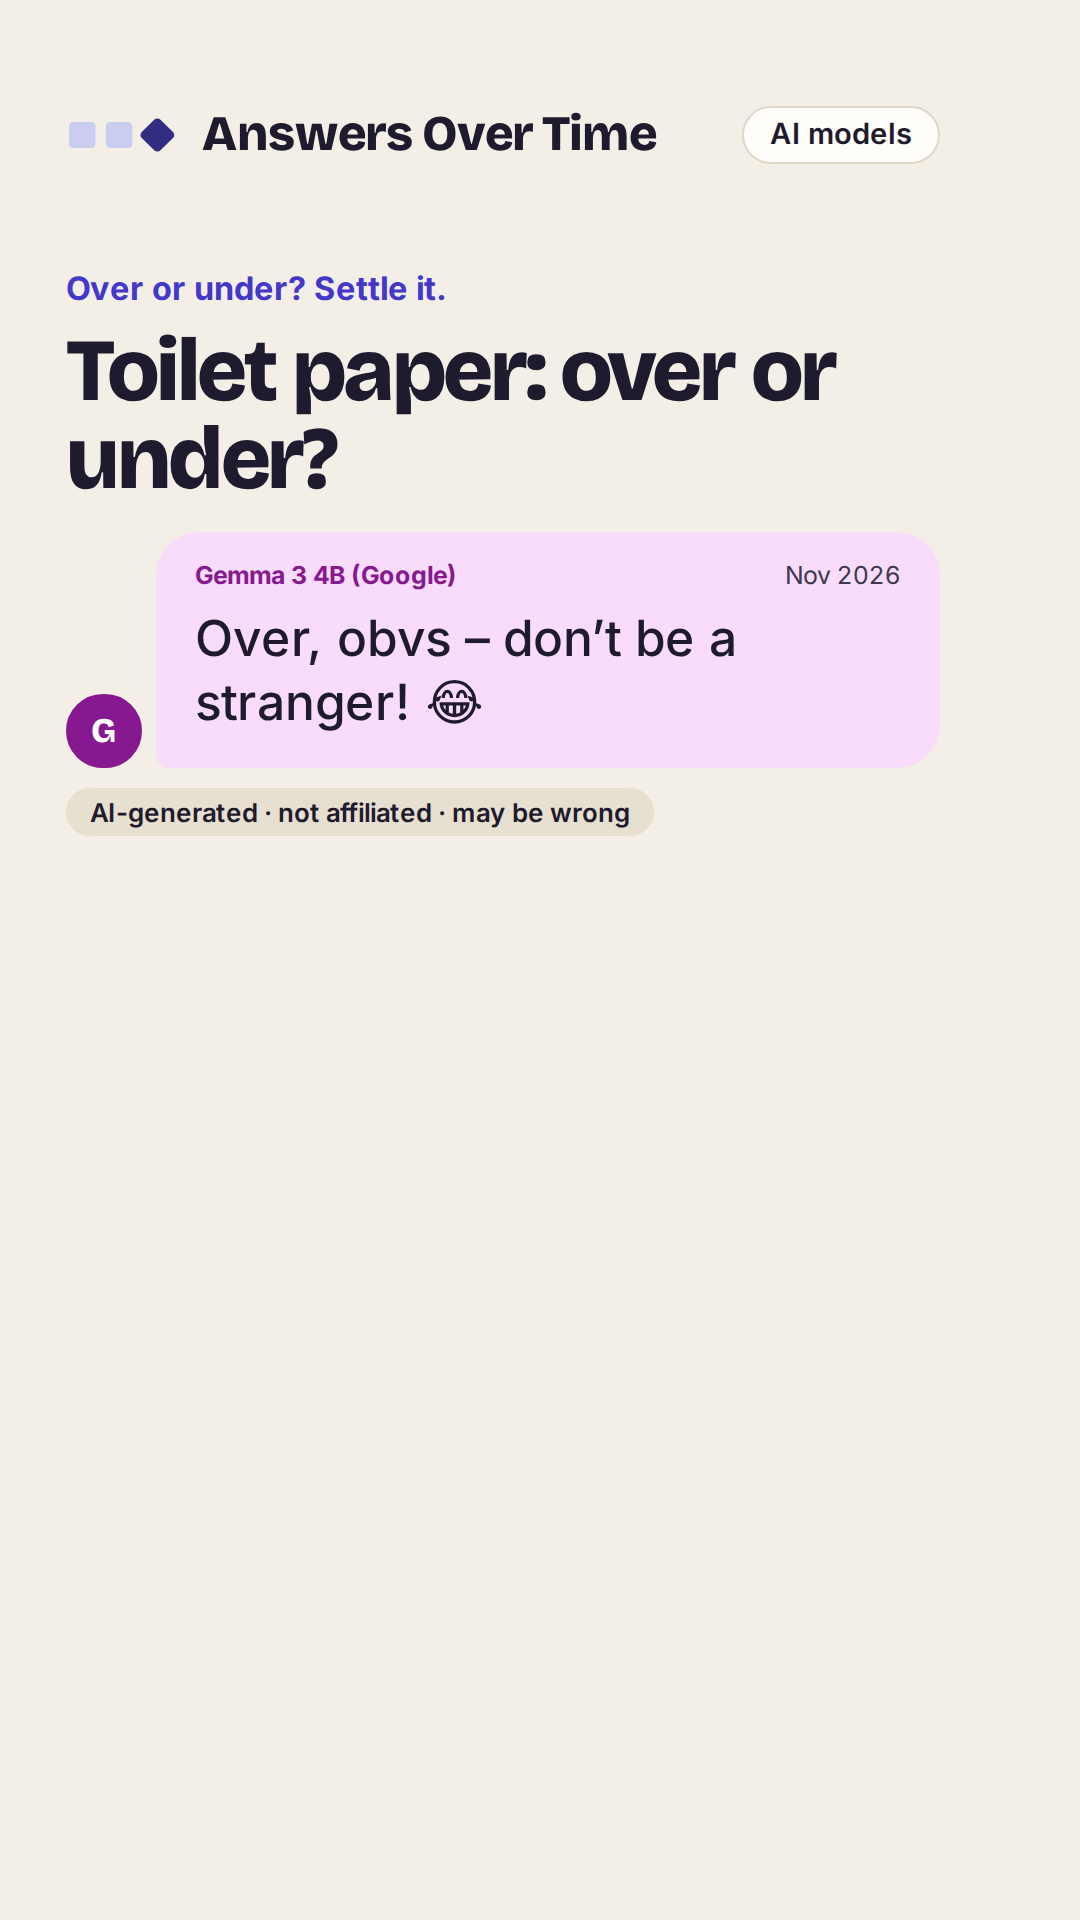 Answers Over Time
AI models
Over or under? Settle it.
Toilet paper: over or
under?
Gemma 3 4B (Google)
Nov 2026
Over, obvs – don’t be a
stranger! 😂
G
AI-generated · not affiliated · may be wrong